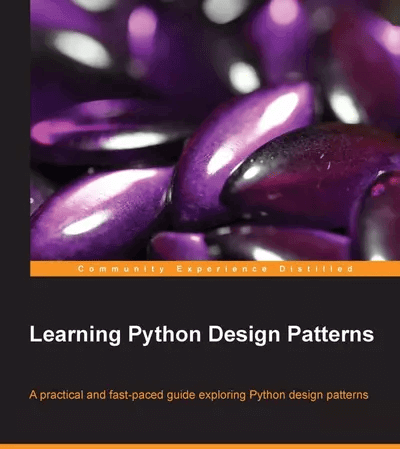 Community Experience Distilled
Learning Python Design Patterns
A practical and fast-paced guide exploring Python design patterns